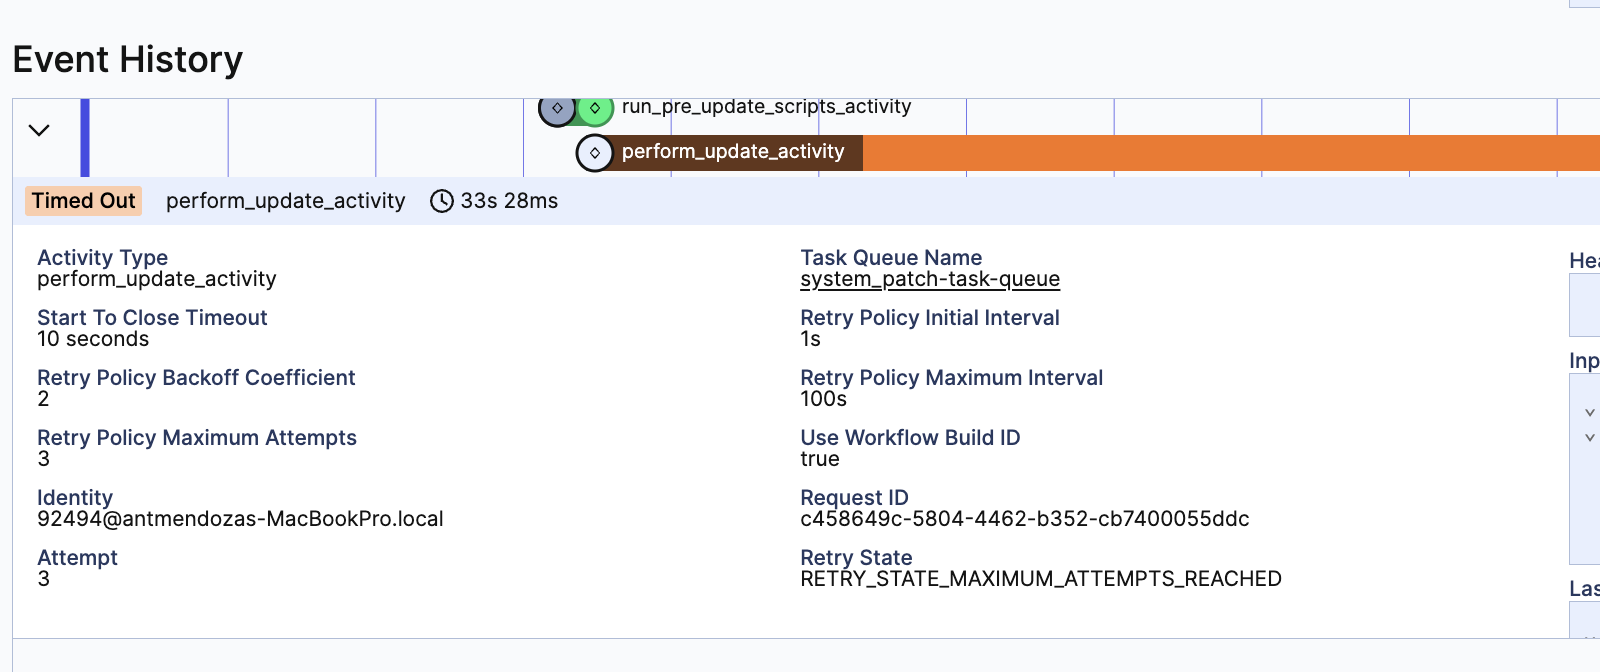 Event History
run_pre_update_scripts_activity
perform_update_activity
Timed Out perform_update_activity 33s 28ms
Activity Type
perform_update_activity
Task Queue Name
system_patch-task-queue
Start To Close Timeout
10 seconds
Retry Policy Initial Interval
1s
Retry Policy Backoff Coefficient
2
Retry Policy Maximum Interval
100s
Retry Policy Maximum Attempts
3
Use Workflow Build ID
true
Identity
92494@antmendozas-MacBookPro.local
Request ID
c458649c-5804-4462-b352-cb7400055ddc
Attempt
3
Retry State
RETRY_STATE_MAXIMUM_ATTEMPTS_REACHED